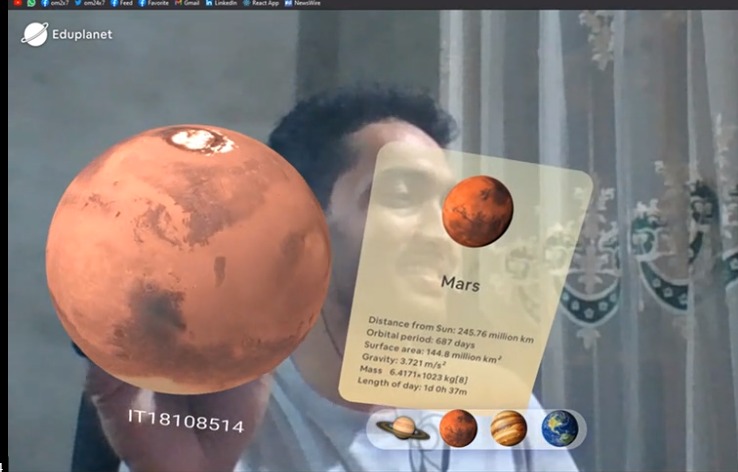 om2x7 om24x7 Feed Favorite Gmail LinkedIn React App NewsWire
Eduplanet
Mars
Distance from Sun: 245.76 million km
Orbital period: 687 days
Surface area: 144.8 million km²
Gravity: 3.721 m/s²
Mass 6.4171×1023 kg[8]
Length of day: 1d 0h 37m
IT18108514